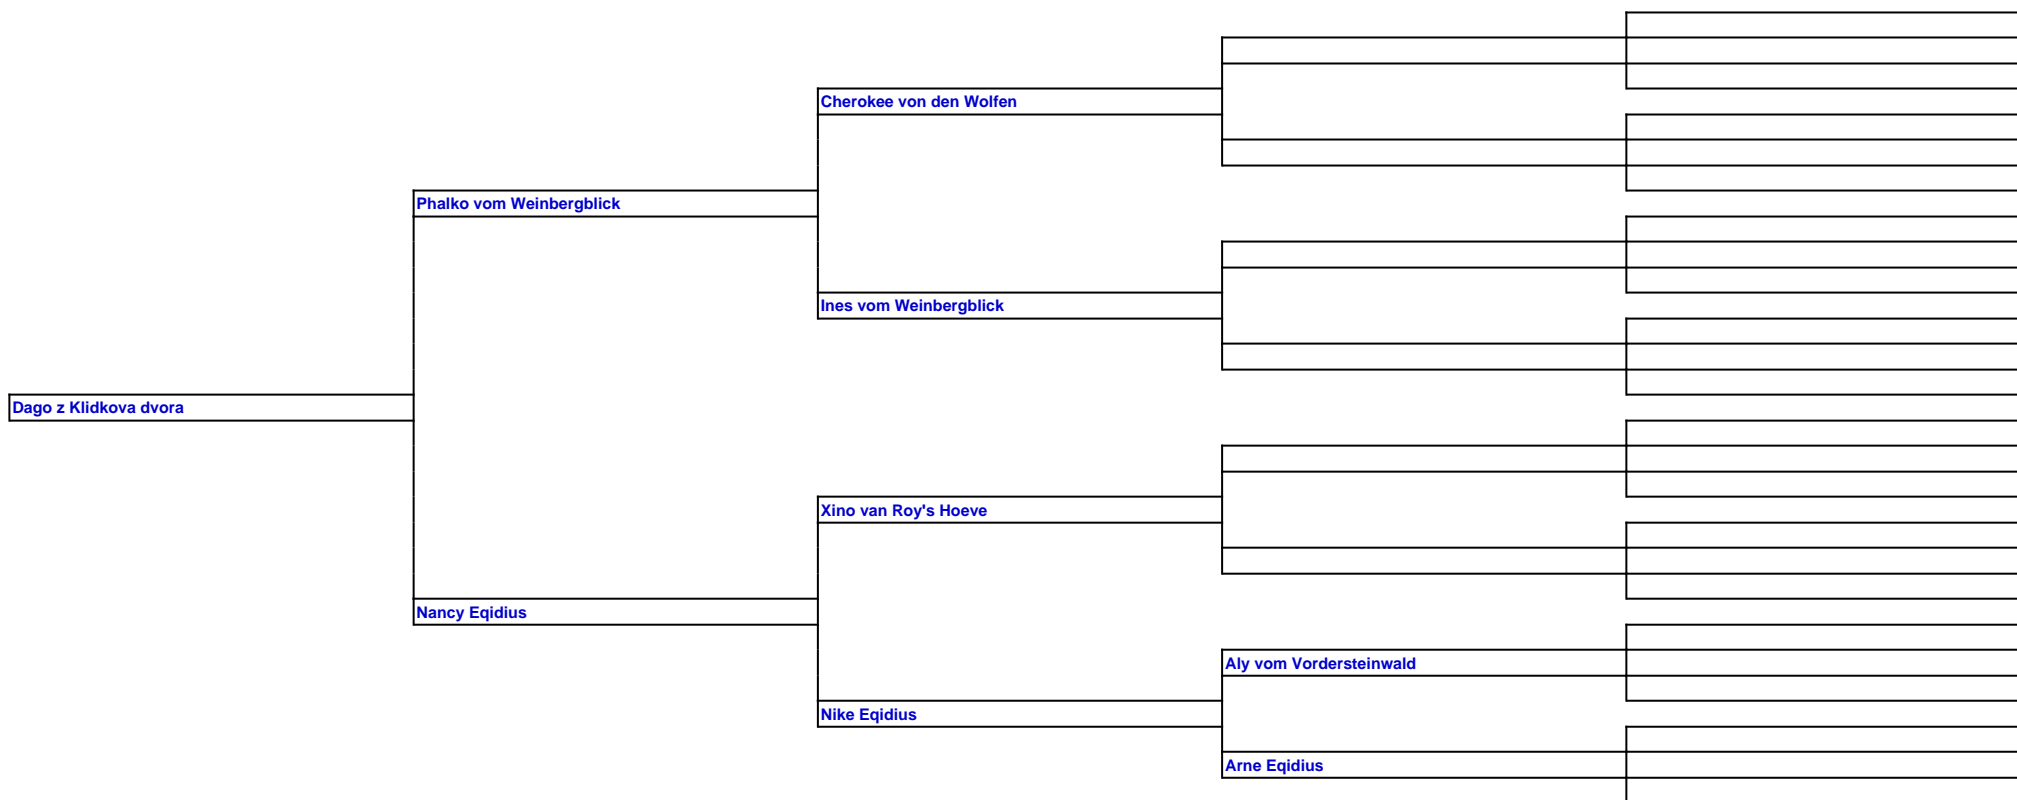 Cherokee von den Wolfen
Phalko vom Weinbergblick
Ines vom Weinbergblick
Dago z Klidkova dvora
Xino van Roy's Hoeve
Nancy Eqidius
Aly vom Vordersteinwald
Nike Eqidius
Arne Eqidius